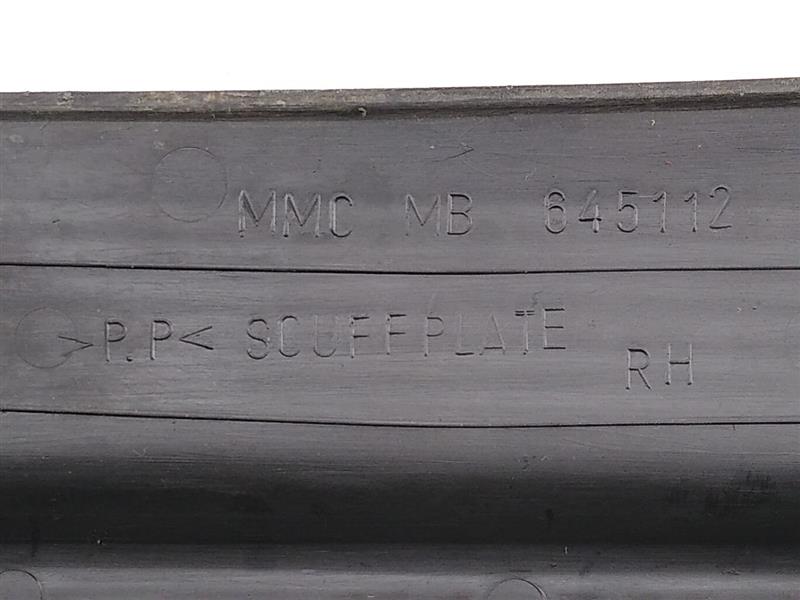 MMC MB 645112
>P.P< SCUFFPLATE
RH